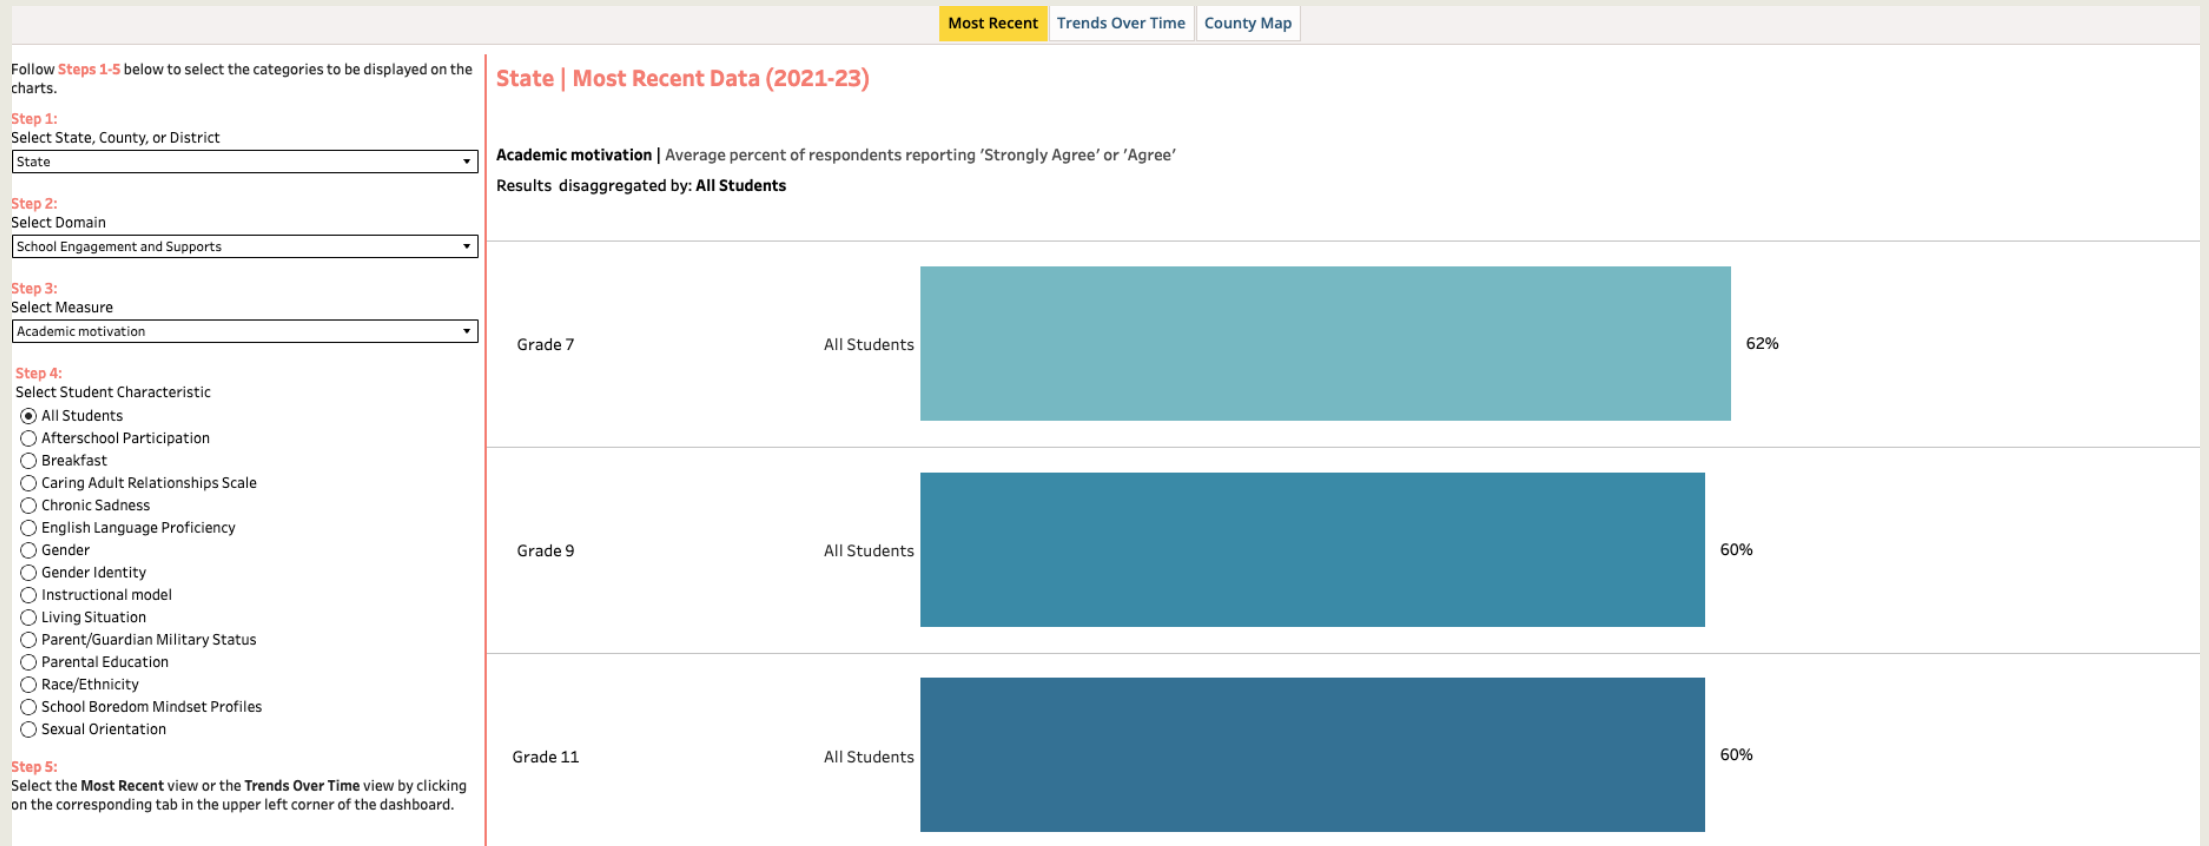 Most Recent
Trends Over Time
County Map
Follow Steps 1-5 below to select the categories to be displayed on the
charts.
Step 1:
Select State, County, or District
State
Step 2:
Select Domain
School Engagement and Supports
Step 3:
Select Measure
Academic motivation
Step 4:
Select Student Characteristic
All Students
Afterschool Participation
Breakfast
Caring Adult Relationships Scale
Chronic Sadness
English Language Proficiency
Gender
Gender Identity
Instructional model
Living Situation
Parent/Guardian Military Status
Parental Education
Race/Ethnicity
School Boredom Mindset Profiles
Sexual Orientation
Step 5:
Select the Most Recent view or the Trends Over Time view by clicking
on the corresponding tab in the upper left corner of the dashboard.
State | Most Recent Data (2021-23)
Academic motivation | Average percent of respondents reporting 'Strongly Agree' or 'Agree'
Results disaggregated by: All Students
Grade 7 All Students 62%
Grade 9 All Students 60%
Grade 11 All Students 60%